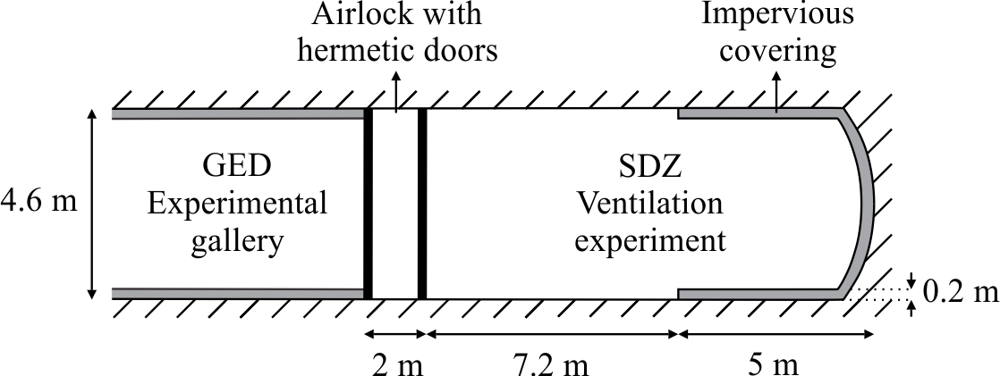 Airlock with
hermetic doors
Impervious
covering
4.6 m
GED
Experimental
gallery
SDZ
Ventilation
experiment
0.2 m
2 m
7.2 m
5 m